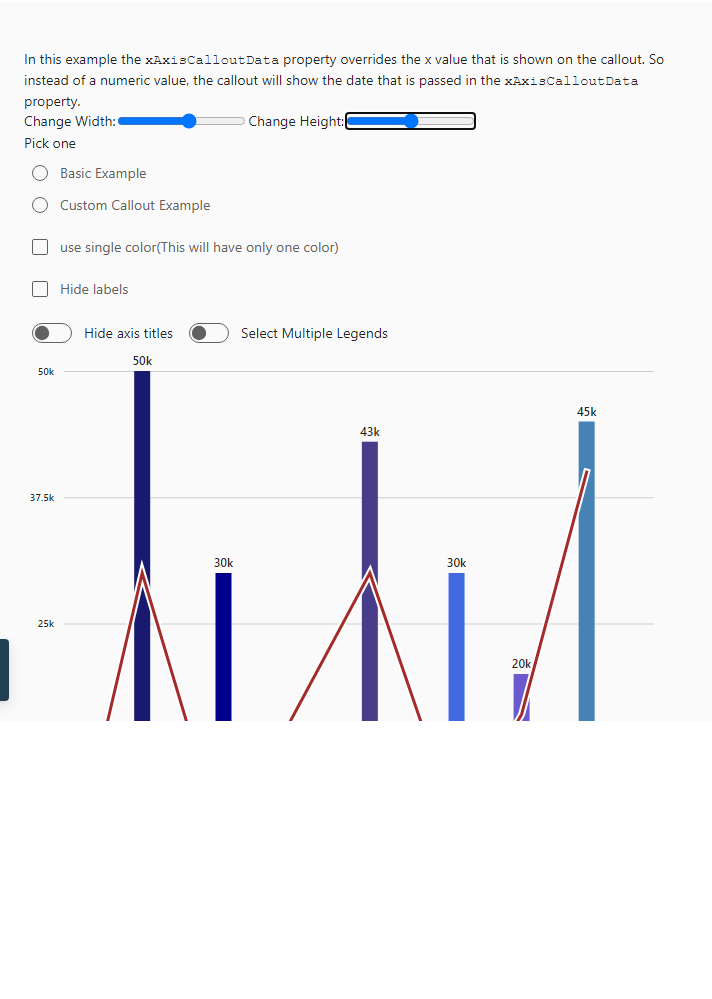 In this example the xAxisCalloutData property overrides the x value that is shown on the callout. So
instead of a numeric value, the callout will show the date that is passed in the xAxisCalloutData
property.
Change Width: Change Height:
Pick one
Basic Example
Custom Callout Example
use single color(This will have only one color)
Hide labels
Hide axis titles Select Multiple Legends
50k
50k
45k
43k
37.5k
30k 30k
25k
20k